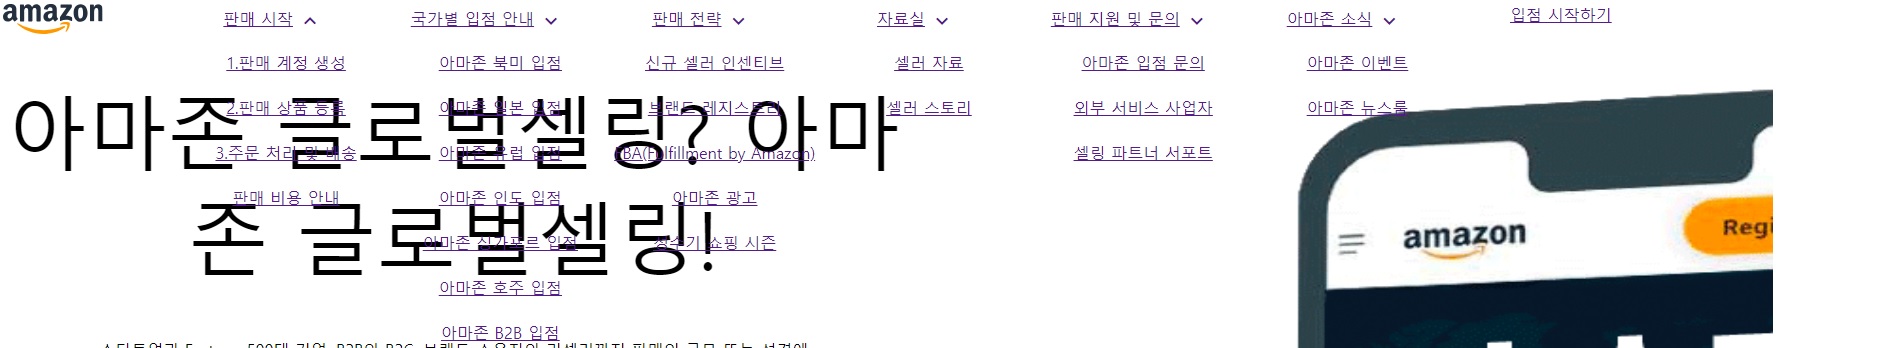 amazon
판매 시작
국가별 입점 안내
판매 전략
자료실
판매 지원 및 문의
아마존 소식
입점 시작하기
1.판매 계정 생성
아마존 북미 입점
신규 셀러 인센티브
셀러 자료
아마존 입점 문의
아마존 이벤트
2.판매 상품 등록
아마존 일본 입점
브랜드 레지스트리
셀러 스토리
외부 서비스 사업자
아마존 뉴스룸
3.주문 처리 및 배송
아마존 유럽 입점
FBA(Fulfillment by Amazon)
셀링 파트너 서포트
판매 비용 안내
아마존 인도 입점
아마존 광고
아마존 싱가포르 입점
성수기 쇼핑 시즌
아마존 호주 입점
아마존 B2B 입점
아마존 글로벌셀링? 아마
존 글로벌셀링!
amazon
Regi